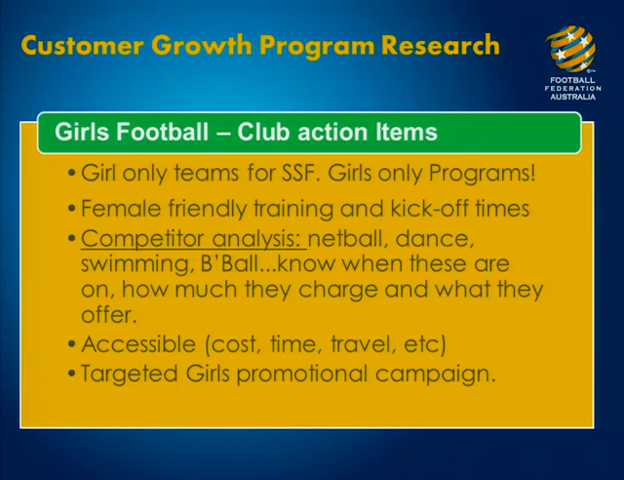 Customer Growth Program Research
FOOTBALL
FEDERATION
AUSTRALIA
Girls Football – Club action Items
• Girl only teams for SSF. Girls only Programs!
• Female friendly training and kick-off times
• Competitor analysis: netball, dance,
swimming, B’Ball...know when these are
on, how much they charge and what they
offer.
• Accessible (cost, time, travel, etc)
• Targeted Girls promotional campaign.